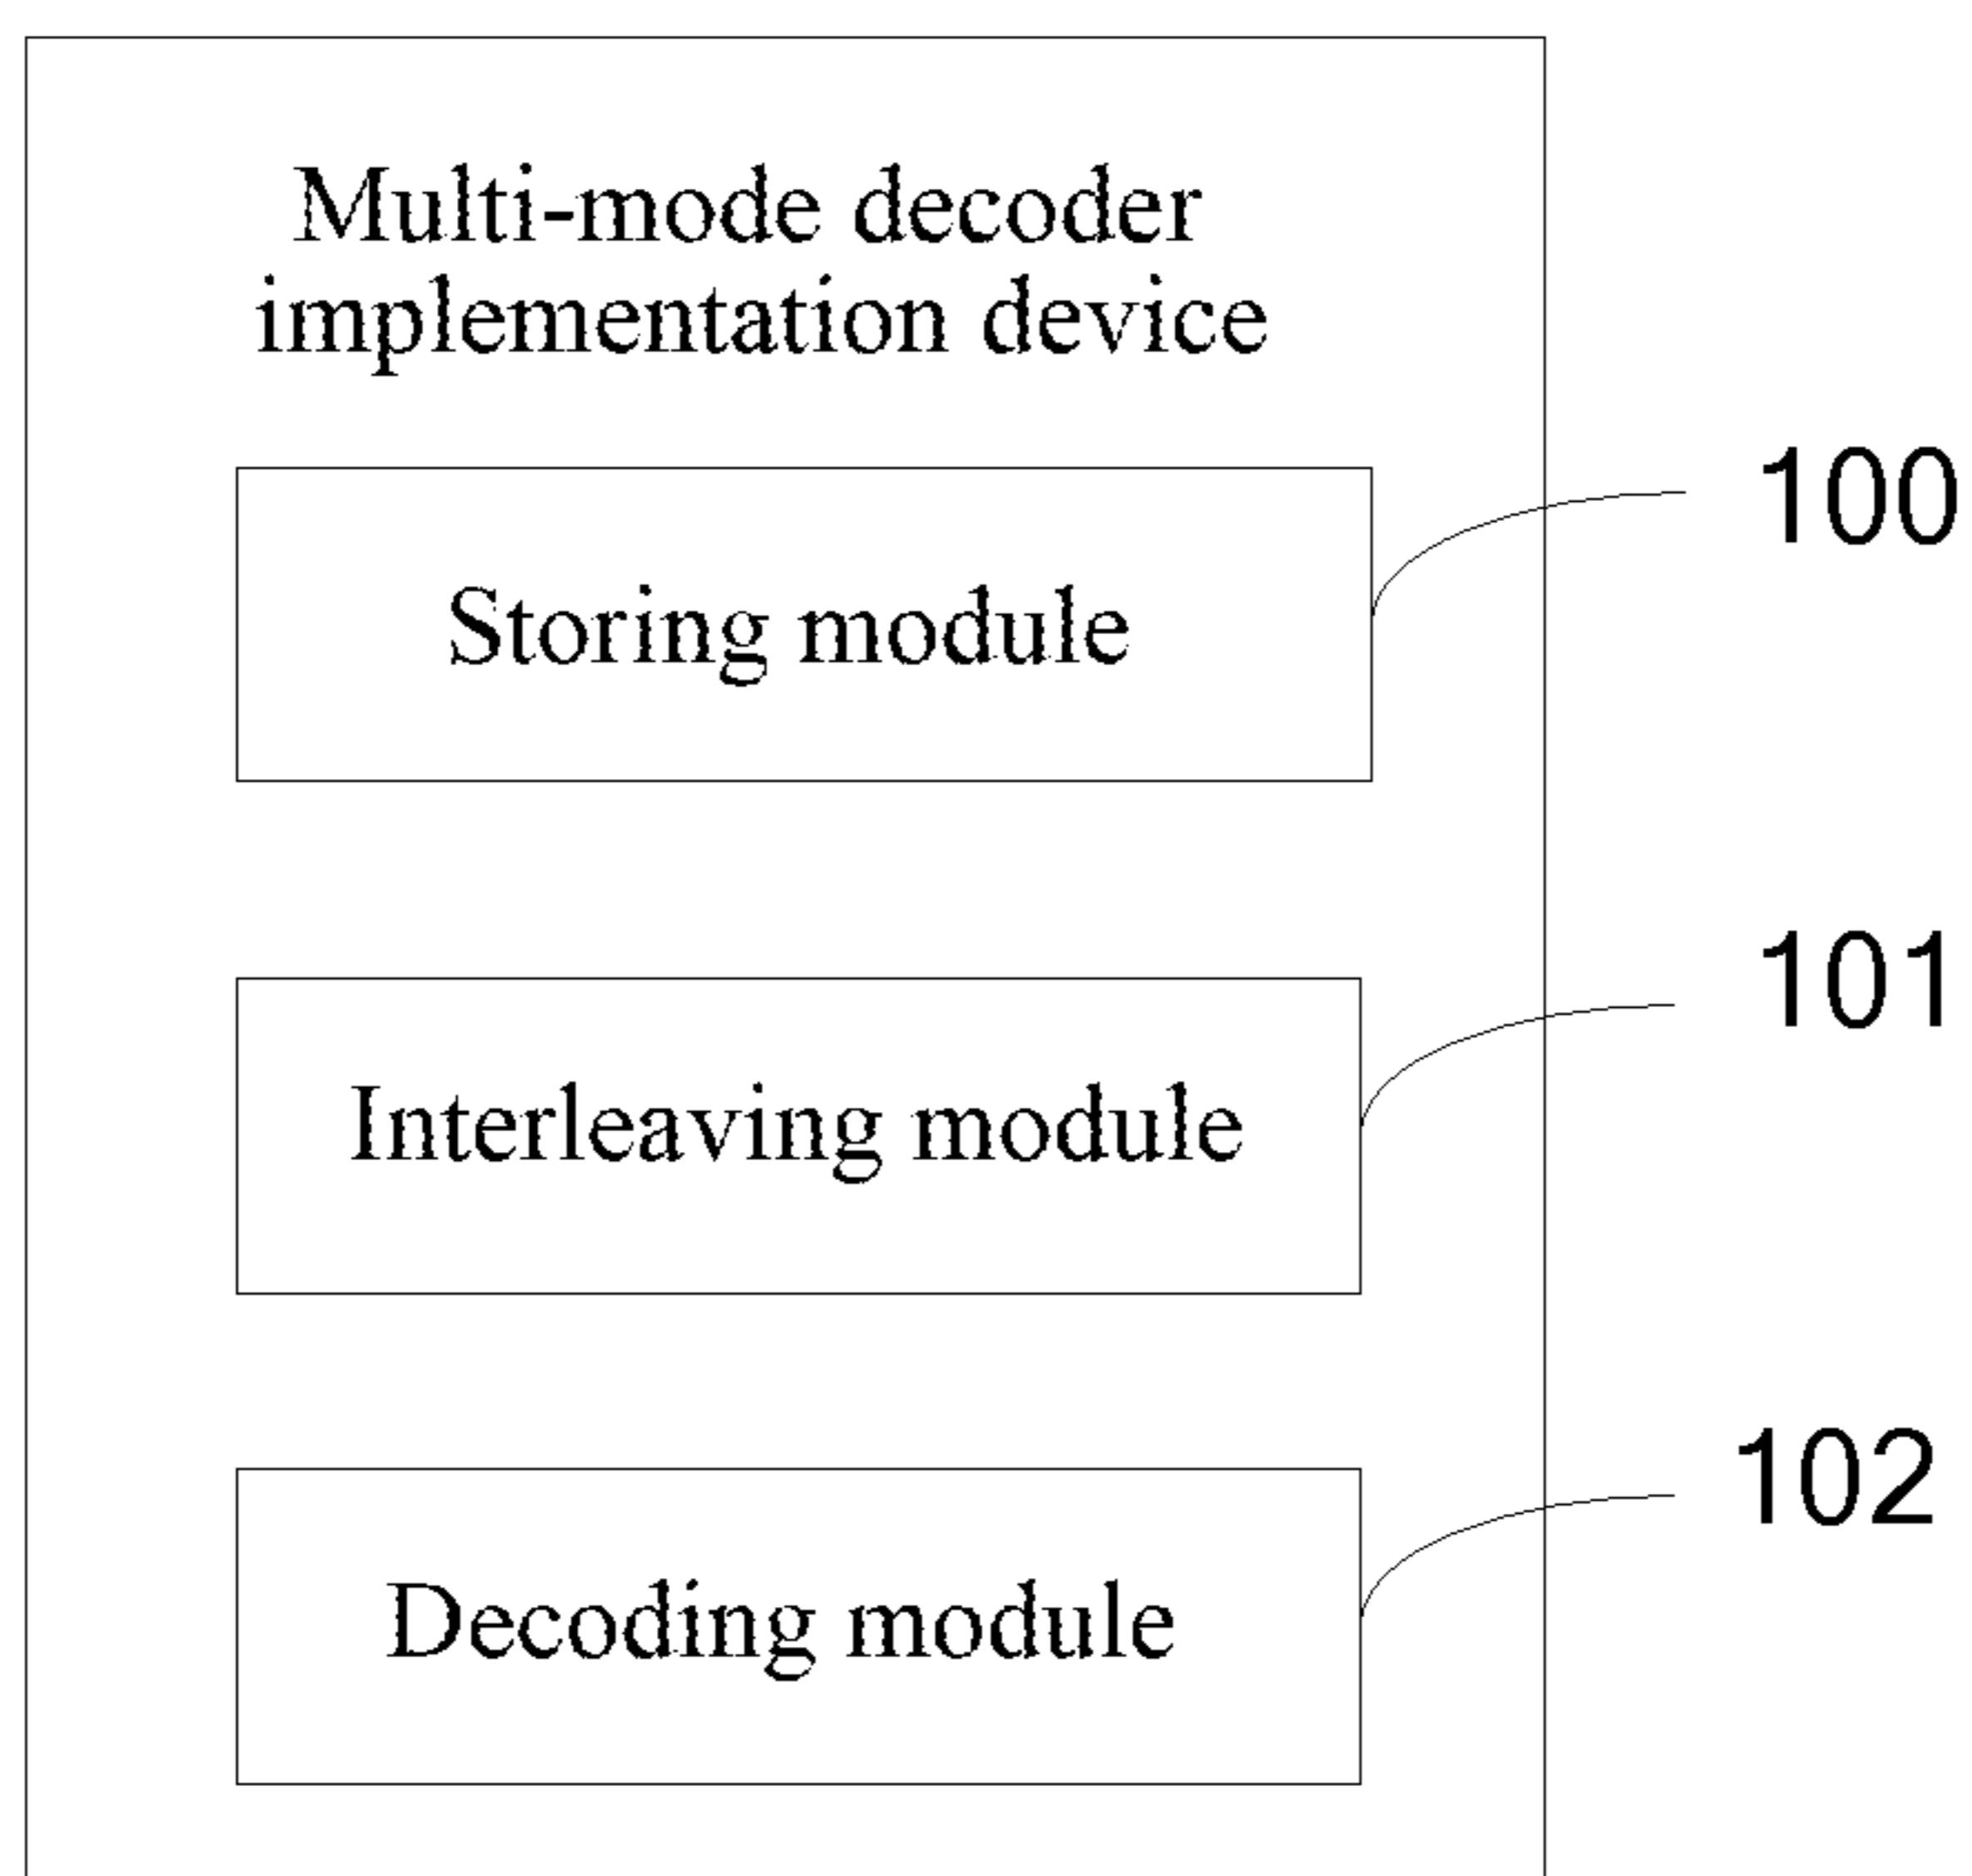 Multi-mode decoder
implementation device
100
Storing module
101
Interleaving module
102
Decoding module